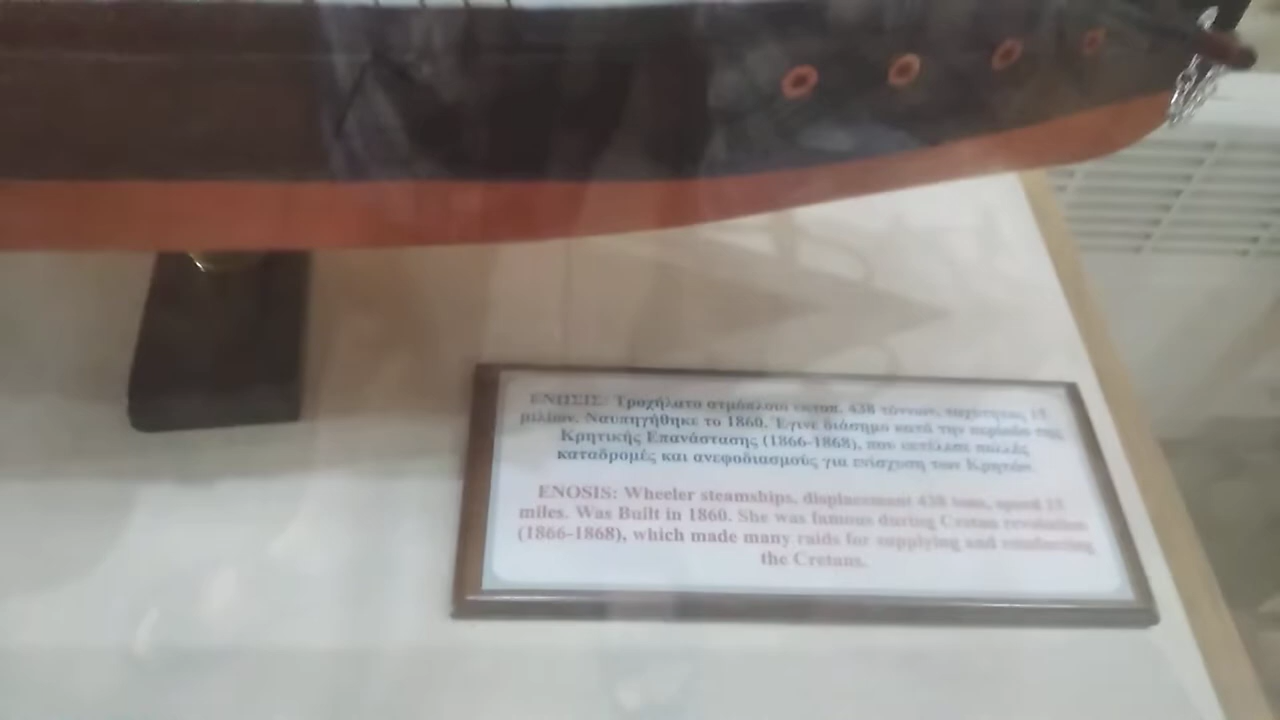 ΕΝΩΣΙΣ: Τροχήλατο ατμόπλοιο εκτοπ. 438 τόννων, ταχύτητας
μιλίων. Ναυπηγήθηκε το 1860. Έγινε διάσημο κατά την περίοδο της
Κρητικής Επανάστασης (1866-1868), που εκτέλεσε πολλές
καταδρομές και ανεφοδιασμούς για ενίσχυση των Κρητών.
ENOSIS: Wheeler steamships, displacement 438 tons, speed
miles. Was Built in 1860. She was famous during Cretan revolution
(1866-1868), which made many raids for supplying and reinforcing
the Cretans.